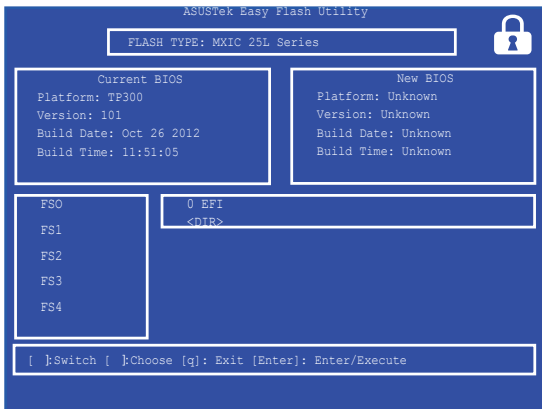 ASUSTek Easy Flash Utility
FLASH TYPE: MXIC 25L Series
Current BIOS
Platform: TP300
Version: 101
Build Date: Oct 26 2012
Build Time: 11:51:05
New BIOS
Platform: Unknown
Version: Unknown
Build Date: Unknown
Build Time: Unknown
FSO
FS1
FS2
FS3
FS4
0 EFI
<DIR>
[ ]:Switch [ ]:Choose [q]: Exit [Enter]: Enter/Execute